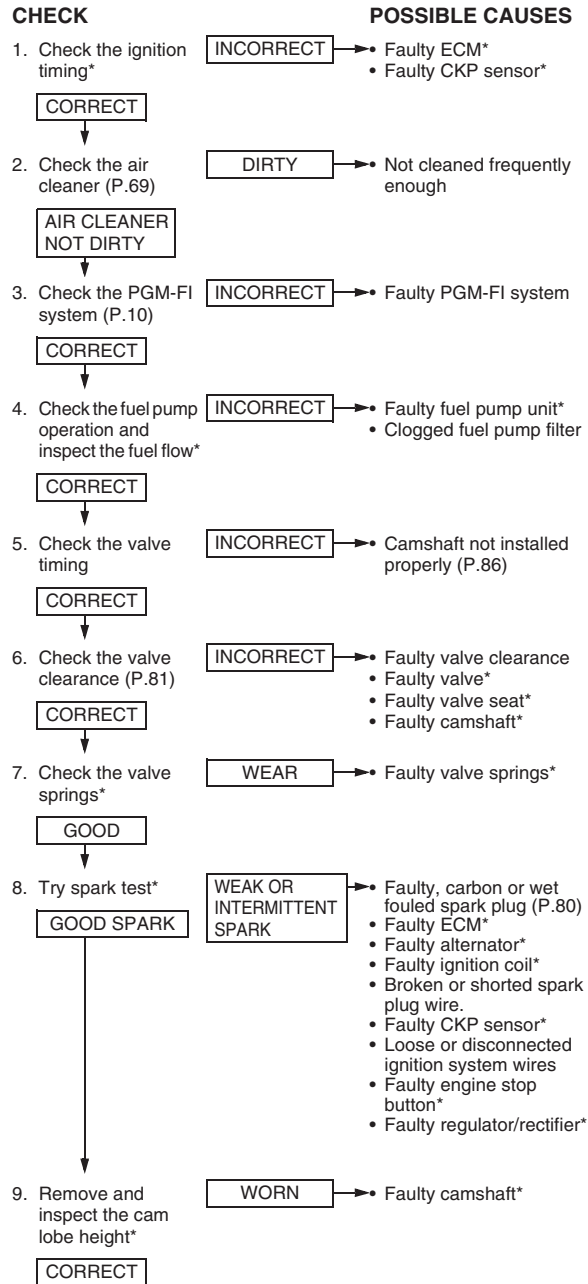 CHECK
POSSIBLE CAUSES
1. Check the ignition
timing*
INCORRECT
• Faulty ECM*
• Faulty CKP sensor*
CORRECT
2. Check the air
cleaner (P.69)
DIRTY
• Not cleaned frequently
enough
AIR CLEANER
NOT DIRTY
3. Check the PGM-FI
system (P.10)
INCORRECT
• Faulty PGM-FI system
CORRECT
4. Check the fuel pump
operation and
inspect the fuel flow*
INCORRECT
• Faulty fuel pump unit*
• Clogged fuel pump filter
CORRECT
5. Check the valve
timing
INCORRECT
• Camshaft not installed
properly (P.86)
CORRECT
6. Check the valve
clearance (P.81)
INCORRECT
• Faulty valve clearance
• Faulty valve*
• Faulty valve seat*
• Faulty camshaft*
CORRECT
7. Check the valve
springs*
WEAR
• Faulty valve springs*
GOOD
8. Try spark test*
WEAK OR
INTERMITTENT
SPARK
• Faulty, carbon or wet
fouled spark plug (P.80)
• Faulty ECM*
• Faulty alternator*
• Faulty ignition coil*
• Broken or shorted spark
plug wire.
• Faulty CKP sensor*
• Loose or disconnected
ignition system wires
• Faulty engine stop
button*
• Faulty regulator/rectifier*
GOOD SPARK
9. Remove and
inspect the cam
lobe height*
WORN
• Faulty camshaft*
CORRECT